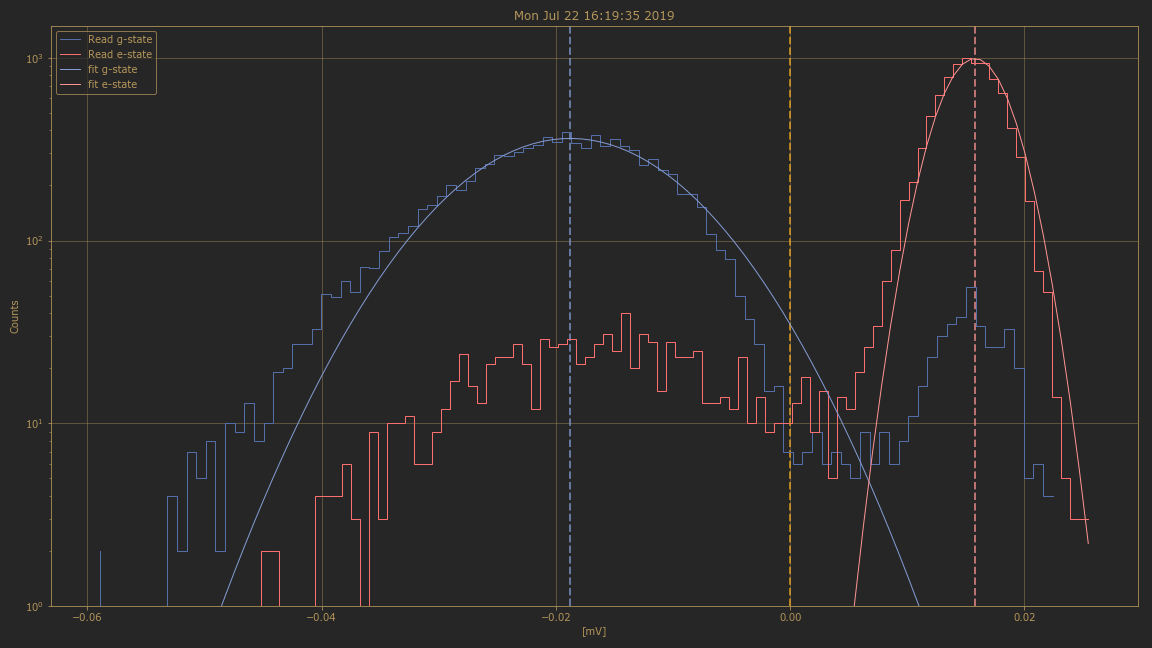 Mon Jul 22 16:19:35 2019
Read g-state
Read e-state
fit g-state
fit e-state
10³
10²
10¹
10⁰
Counts
−0.06
−0.04
−0.02
0.00
0.02
[mV]